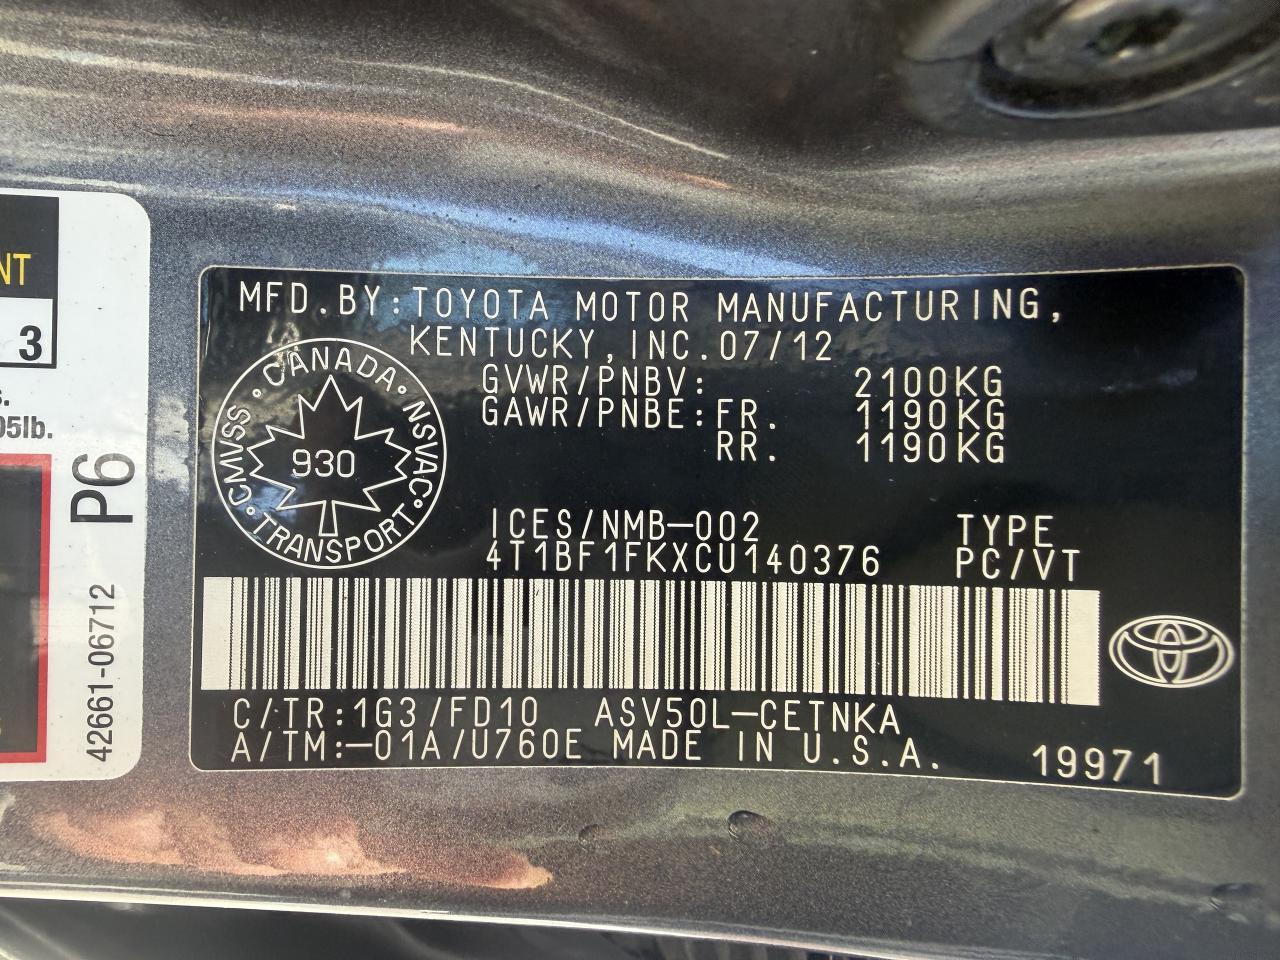 NT
3
05lb.
P6
42661-06712
MFD.BY:TOYOTA MOTOR MANUFACTURING,
KENTUCKY, INC.07/12
GVWR/PNBV: 2100KG
GAWR/PNBE:FR. 1190KG
RR. 1190KG
CANADA · NSVAC · TRANSPORT · CMVSS ·
930
ICES/NMB-002 TYPE
4T1BF1FKXCU140376 PC/VT
C/TR:1G3/FD10 ASV50L-CETNKA
A/TM:-01A/U760E MADE IN U.S.A.
19971